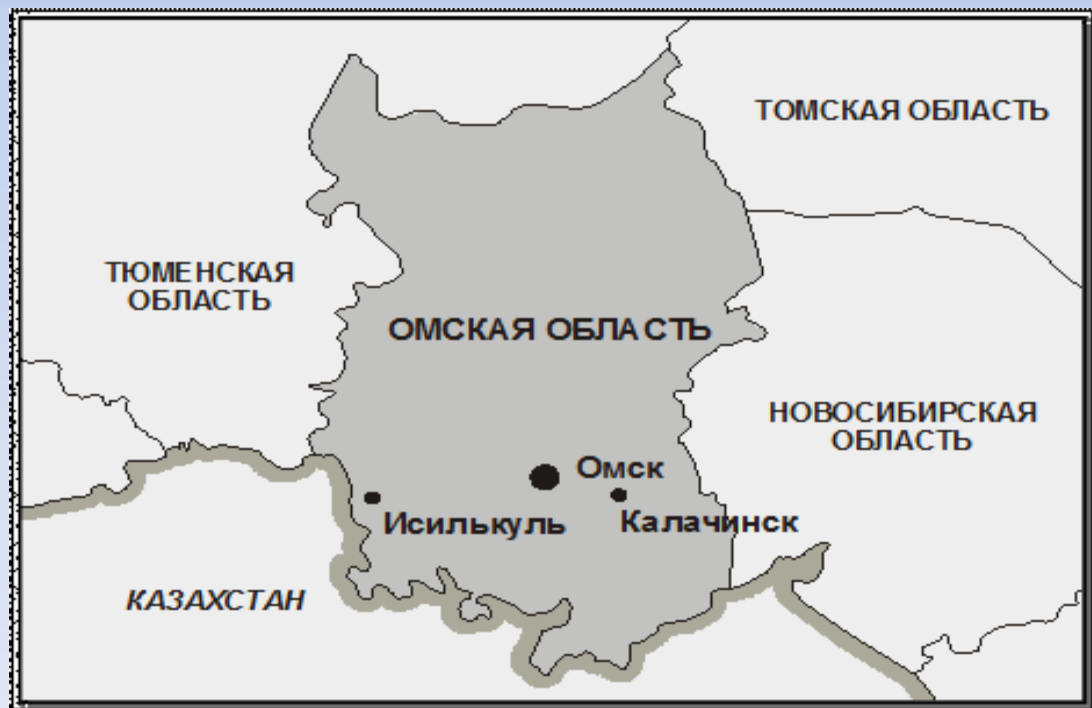 ТОМСКАЯ ОБЛАСТЬ
ТЮМЕНСКАЯ
ОБЛАСТЬ
ОМСКАЯ ОБЛАСТЬ
НОВОСИБИРСКАЯ
ОБЛАСТЬ
Омск
Исилькуль
Калачинск
КАЗАХСТАН